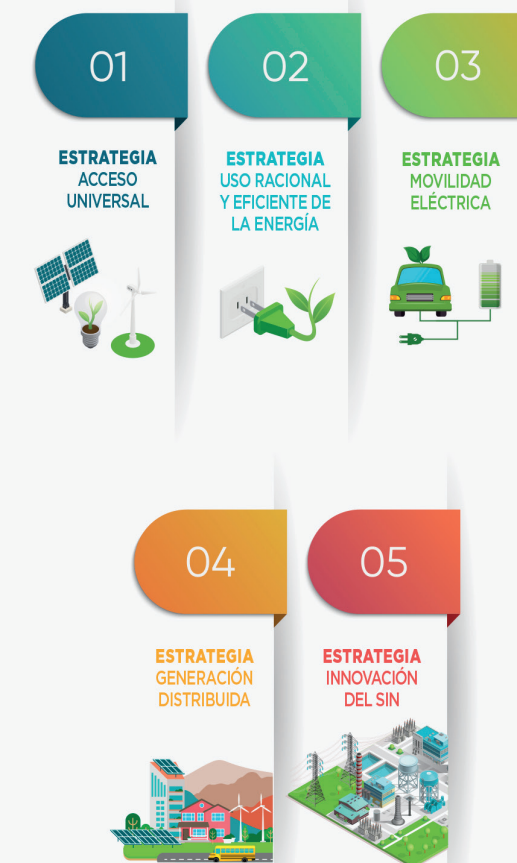 01
ESTRATEGIA
ACCESO
UNIVERSAL
02
ESTRATEGIA
USO RACIONAL
Y EFICIENTE DE
LA ENERGÍA
03
ESTRATEGIA
MOVILIDAD
ELÉCTRICA
04
ESTRATEGIA
GENERACIÓN
DISTRIBUIDA
05
ESTRATEGIA
INNOVACIÓN
DEL SIN